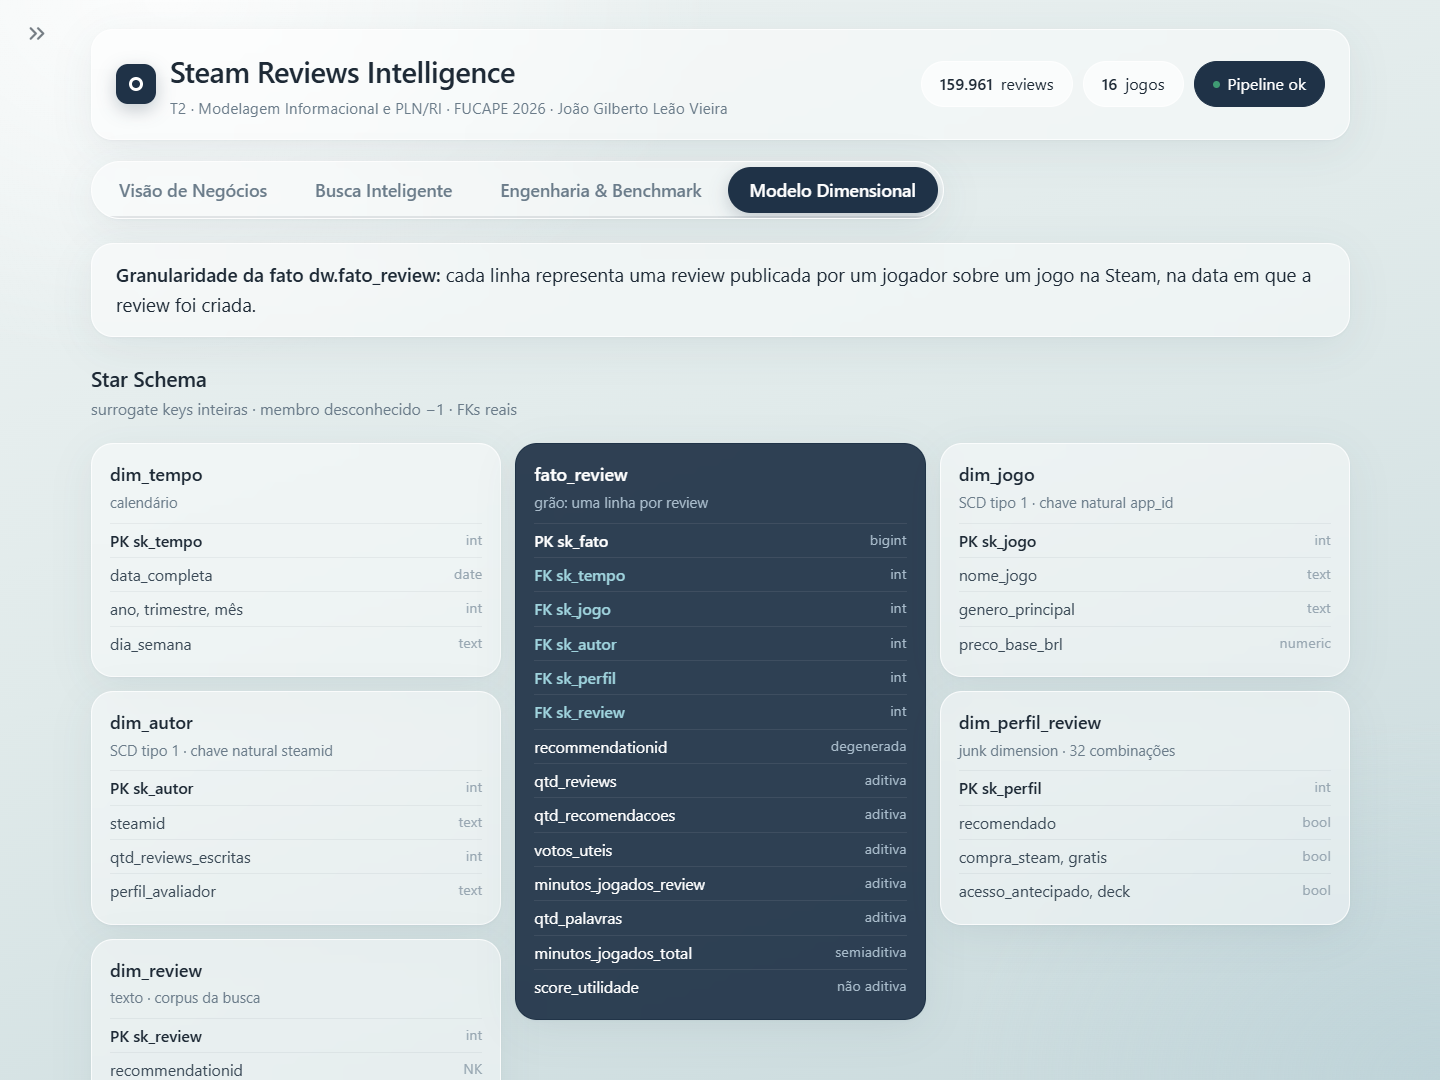 Steam Reviews Intelligence
T2 · Modelagem Informacional e PLN/RI · FUCAPE 2026 · João Gilberto Leão Vieira
159.961 reviews
16 jogos
Pipeline ok
Visão de Negócios
Busca Inteligente
Engenharia & Benchmark
Modelo Dimensional
Granularidade da fato dw.fato_review: cada linha representa uma review publicada por um jogador sobre um jogo na Steam, na data em que a
review foi criada.
Star Schema
surrogate keys inteiras · membro desconhecido −1 · FKs reais
dim_tempo
calendário
PK sk_tempo int
data_completa date
ano, trimestre, mês int
dia_semana text
dim_autor
SCD tipo 1 · chave natural steamid
PK sk_autor int
steamid text
qtd_reviews_escritas int
perfil_avaliador text
dim_review
texto · corpus da busca
PK sk_review int
recommendationid NK
fato_review
grão: uma linha por review
PK sk_fato bigint
FK sk_tempo int
FK sk_jogo int
FK sk_autor int
FK sk_perfil int
FK sk_review int
recommendationid degenerada
qtd_reviews aditiva
qtd_recomendacoes aditiva
votos_uteis aditiva
minutos_jogados_review aditiva
qtd_palavras aditiva
minutos_jogados_total semiaditiva
score_utilidade não aditiva
dim_jogo
SCD tipo 1 · chave natural app_id
PK sk_jogo int
nome_jogo text
genero_principal text
preco_base_brl numeric
dim_perfil_review
junk dimension · 32 combinações
PK sk_perfil int
recomendado bool
compra_steam, gratis bool
acesso_antecipado, deck bool